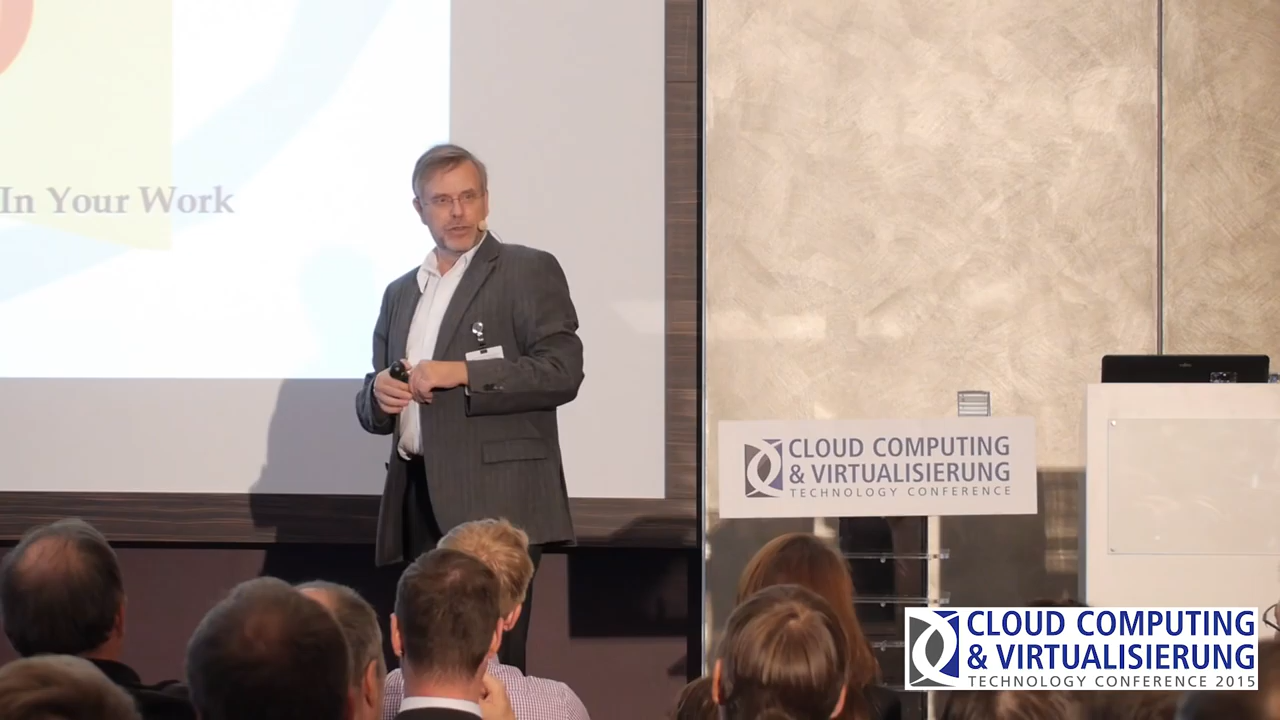 In Your Work
CLOUD COMPUTING
& VIRTUALISIERUNG
TECHNOLOGY CONFERENCE
CLOUD COMPUTING
& VIRTUALISIERUNG
TECHNOLOGY CONFERENCE 2015